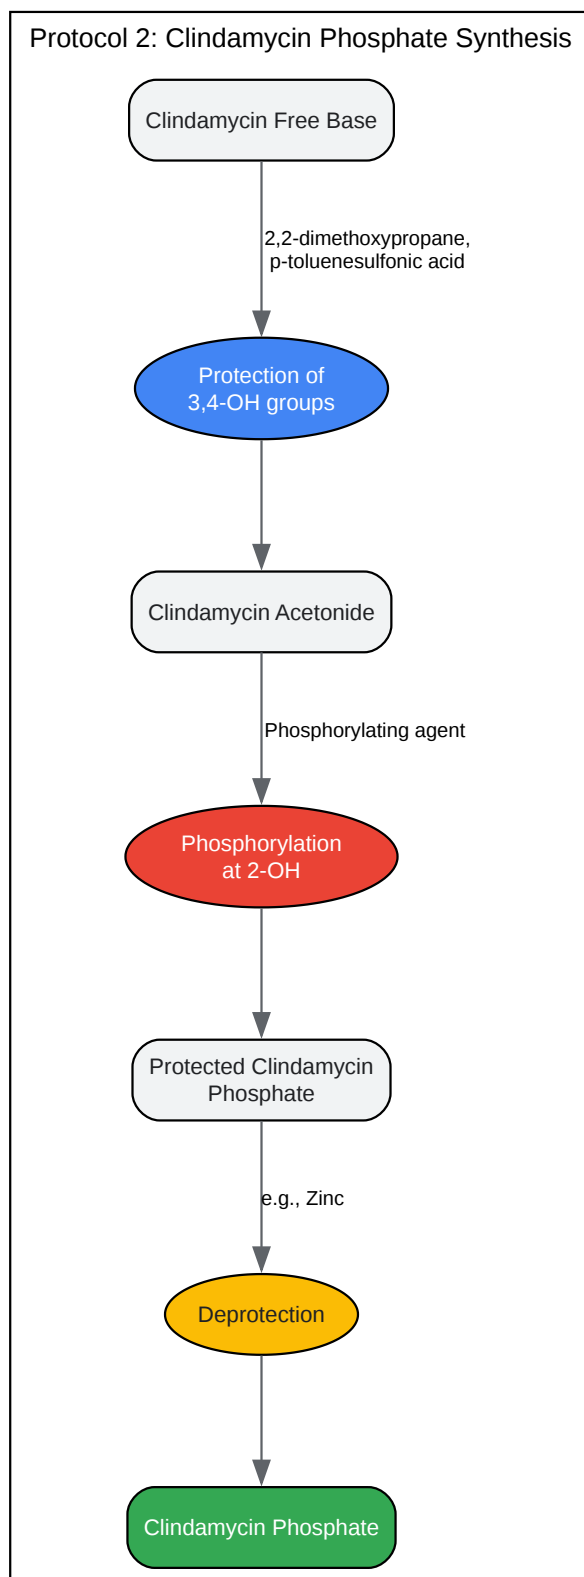 Protocol 2: Clindamycin Phosphate Synthesis
Clindamycin Free Base
2,2-dimethoxypropane,
p-toluenesulfonic acid
Protection of
3,4-OH groups
Clindamycin Acetonide
Phosphorylating agent
Phosphorylation
at 2-OH
Protected Clindamycin
Phosphate
e.g., Zinc
Deprotection
Clindamycin Phosphate